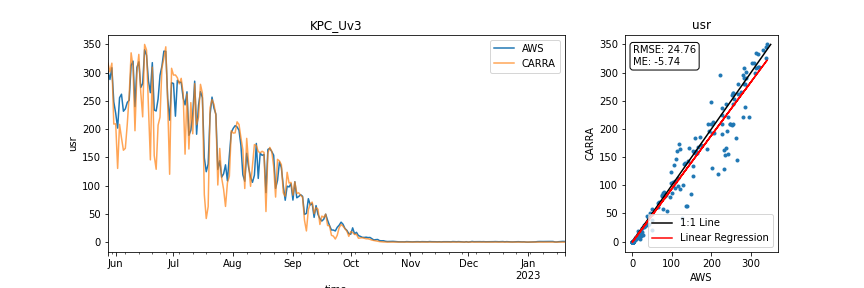 KPC_Uv3
usr
350
300
250
200
150
100
50
0
usr
AWS
CARRA
Jun
Jul
Aug
Sep
Oct
Nov
Dec
Jan
2023
time
usr
350
300
250
200
150
100
50
0
CARRA
RMSE: 24.76
ME: -5.74
1:1 Line
Linear Regression
0
100
200
300
AWS